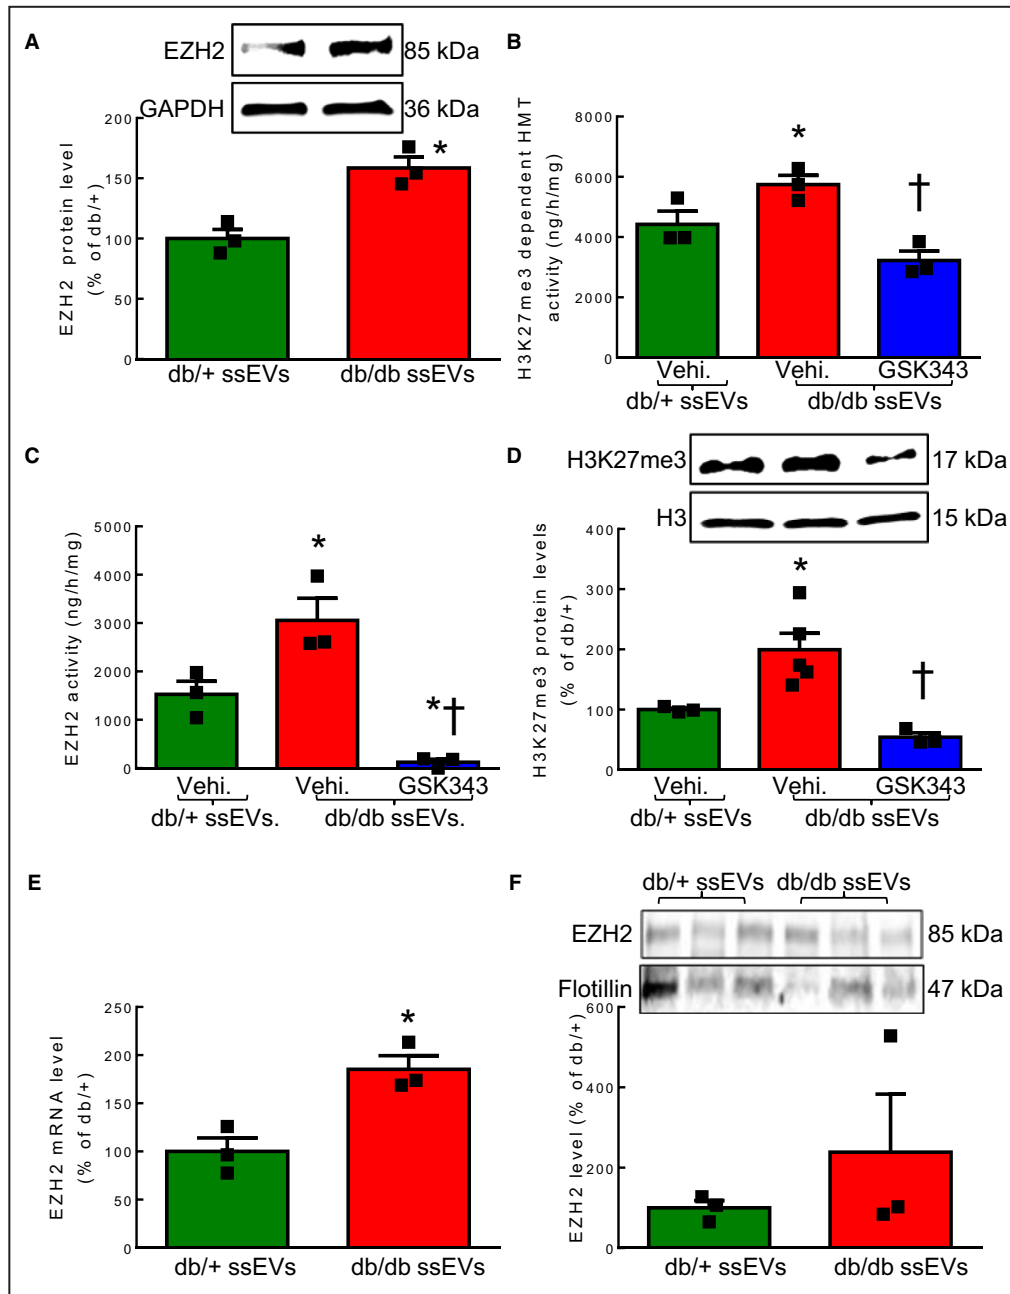 A
EZH2
85 kDa
GAPDH
36 kDa
EZH2 protein level
(% of db/+)
200
150
100
50
0
*
db/+ ssEVs
db/db ssEVs
B
H3K27me3 dependent HMT
activity (ng/h/mg)
8000
6000
4000
2000
0
*
†
Vehi.
Vehi.
GSK343
db/+ ssEVs
db/db ssEVs
C
EZH2 activity (ng/h/mg)
5000
4000
3000
2000
1000
0
*
*†
Vehi.
Vehi.
GSK343
db/+ ssEVs.
db/db ssEVs.
D
H3K27me3
17 kDa
H3
15 kDa
H3K27me3 protein levels
(% of db/+)
400
300
200
100
0
*
†
Vehi.
Vehi.
GSK343
db/+ ssEVs
db/db ssEVs
E
EZH2 mRNA level
(% of db/+)
250
200
150
100
50
0
*
db/+ ssEVs
db/db ssEVs
F
db/+ ssEVs
db/db ssEVs
EZH2
85 kDa
Flotillin
47 kDa
EZH2 level (% of db/+)
600
400
200
0
db/+ ssEVs
db/db ssEVs